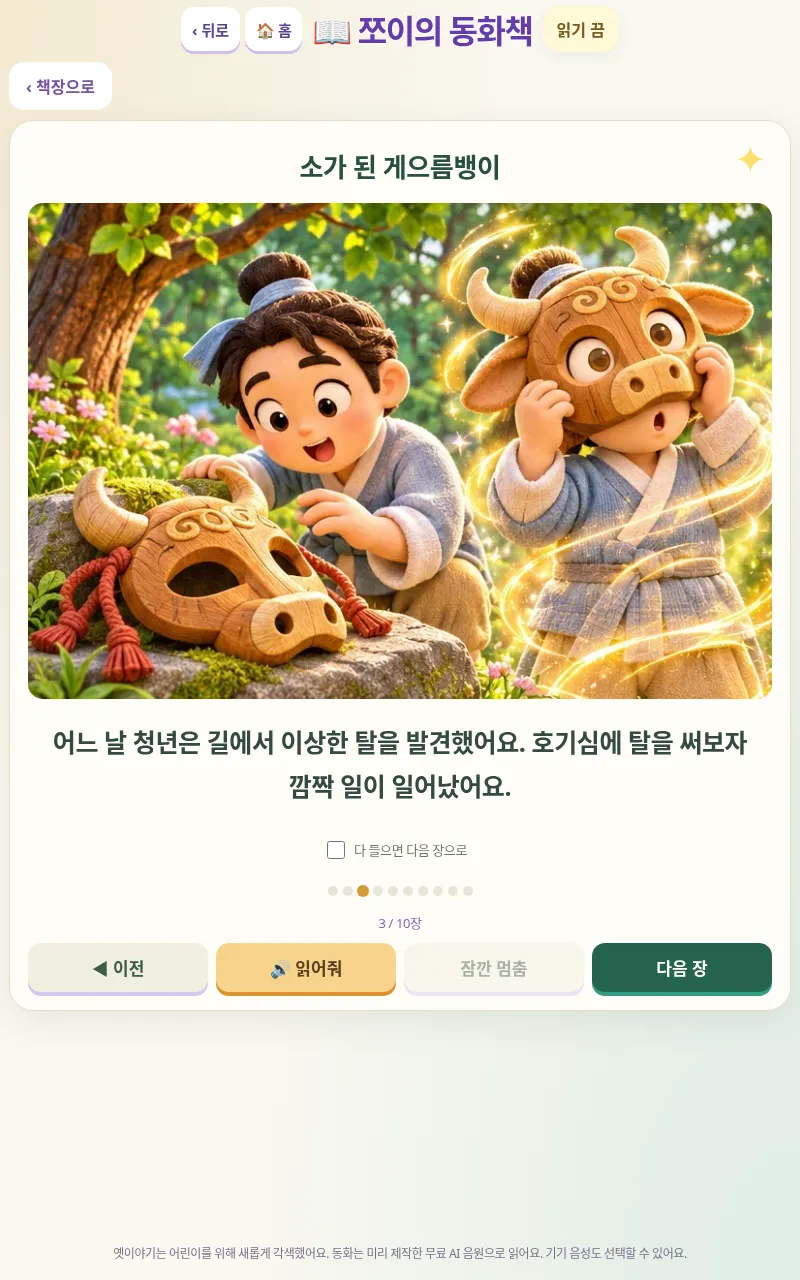 ‹ 뒤로
🏠 홈
📖 쪼이의 동화책
읽기 끝
‹ 책장으로
소가 된 게으름뱅이
어느 날 청년은 길에서 이상한 탈을 발견했어요. 호기심에 탈을 써보자
깜짝 일이 일어났어요.
다 들으면 다음 장으로
3 / 10장
◀ 이전
🔊 읽어줘
잠깐 멈춤
다음 장
옛이야기는 어린이를 위해 새롭게 각색했어요. 동화는 미리 제작한 무료 AI 음원으로 읽어요. 기기 음성도 선택할 수 있어요.